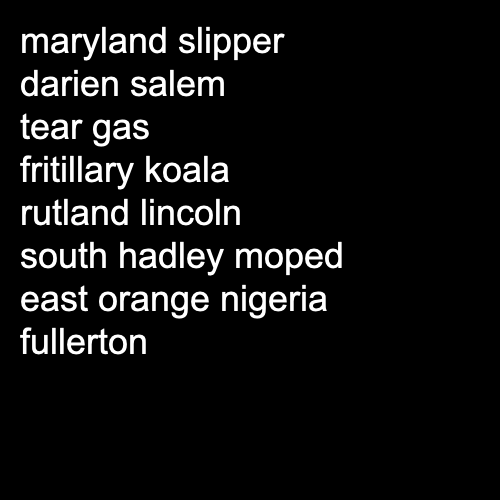 maryland slipper
darien salem
tear gas
fritillary koala
rutland lincoln
south hadley moped
east orange nigeria
fullerton